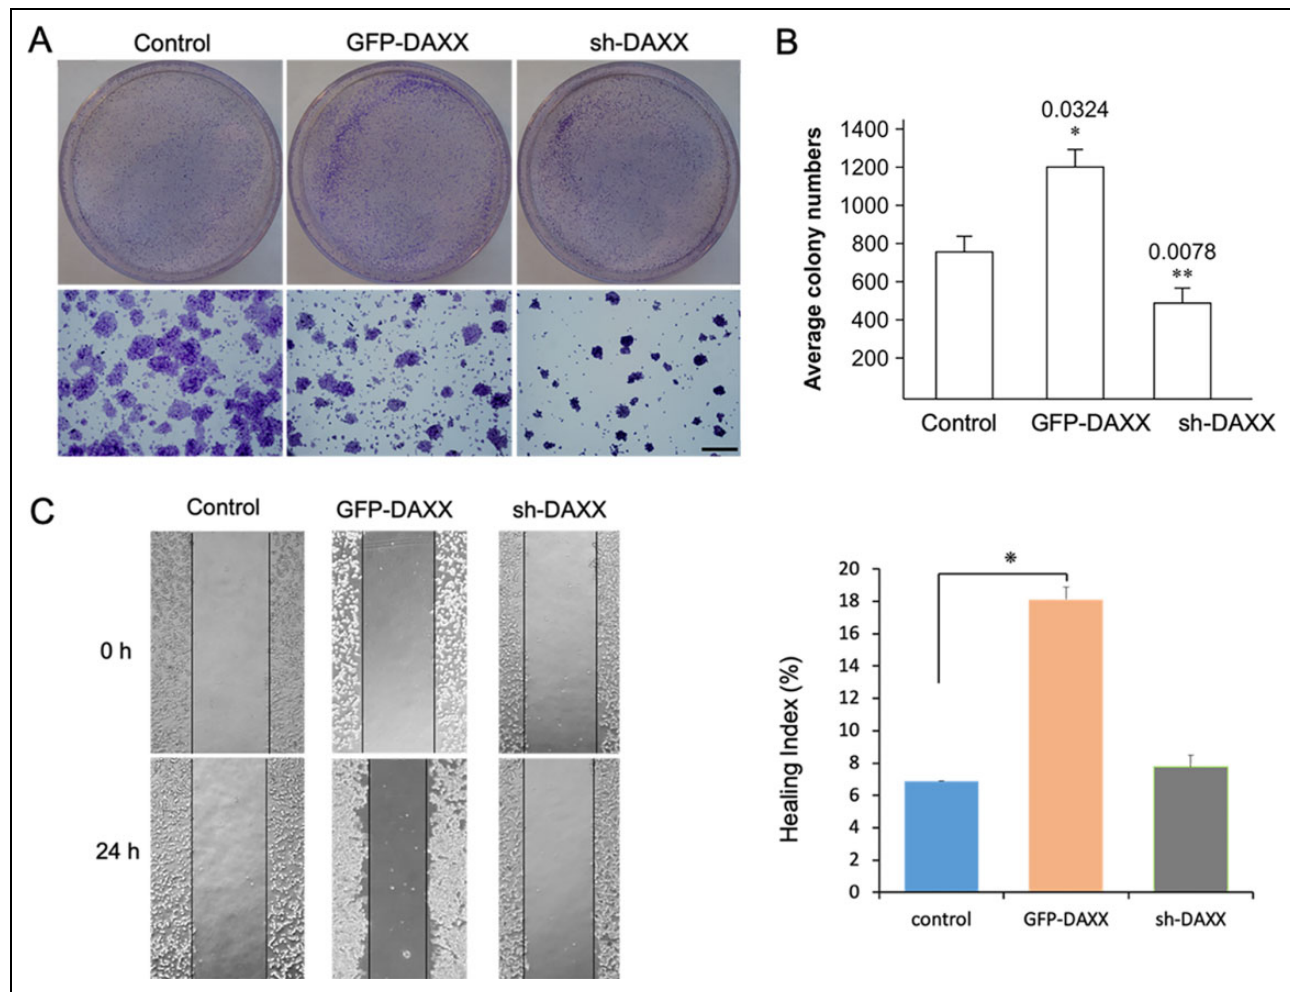 A
Control
GFP-DAXX
sh-DAXX
B
Average colony numbers
1400
1200
1000
800
600
400
200
0.0324
*
0.0078
**
Control
GFP-DAXX
sh-DAXX
C
Control
GFP-DAXX
sh-DAXX
0 h
24 h
Healing Index (%)
20
18
16
14
12
10
8
6
4
2
0
*
control
GFP-DAXX
sh-DAXX